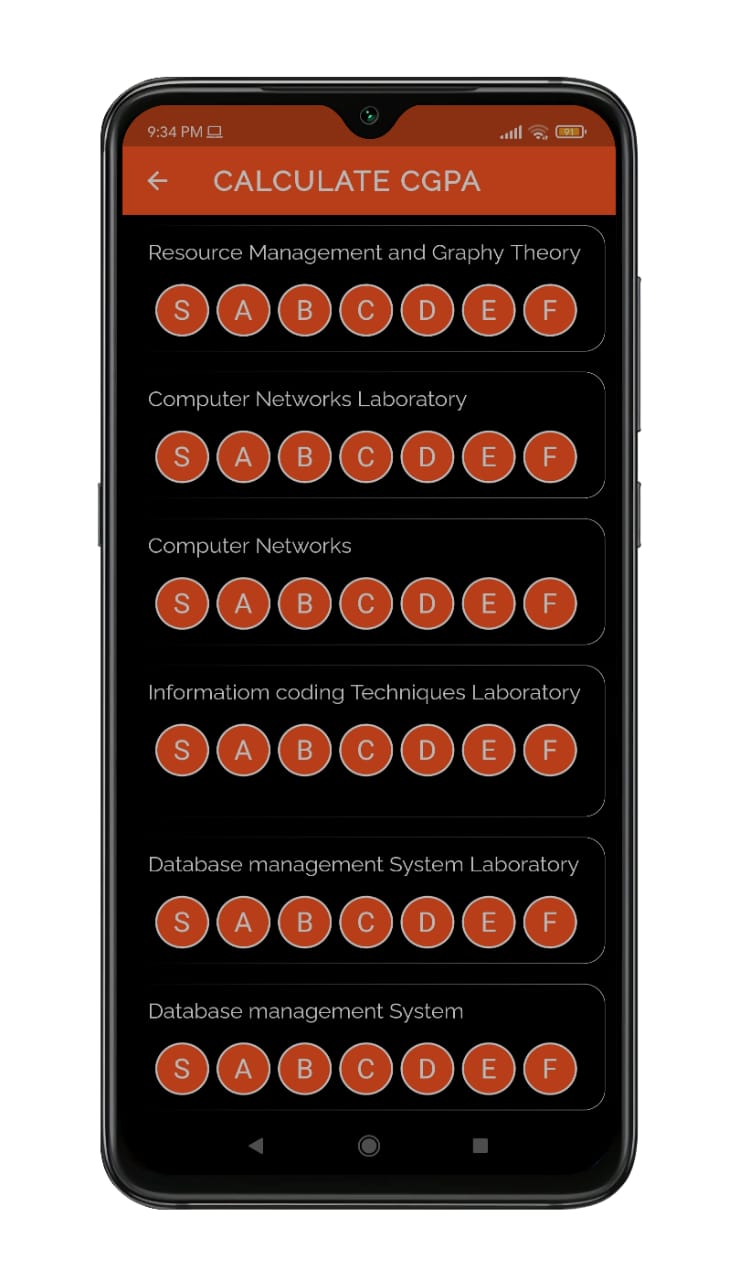 9:34 PM 91
CALCULATE CGPA
Resource Management and Graphy Theory
S A B C D E F
Computer Networks Laboratory
S A B C D E F
Computer Networks
S A B C D E F
Informatiom coding Techniques Laboratory
S A B C D E F
Database management System Laboratory
S A B C D E F
Database management System
S A B C D E F